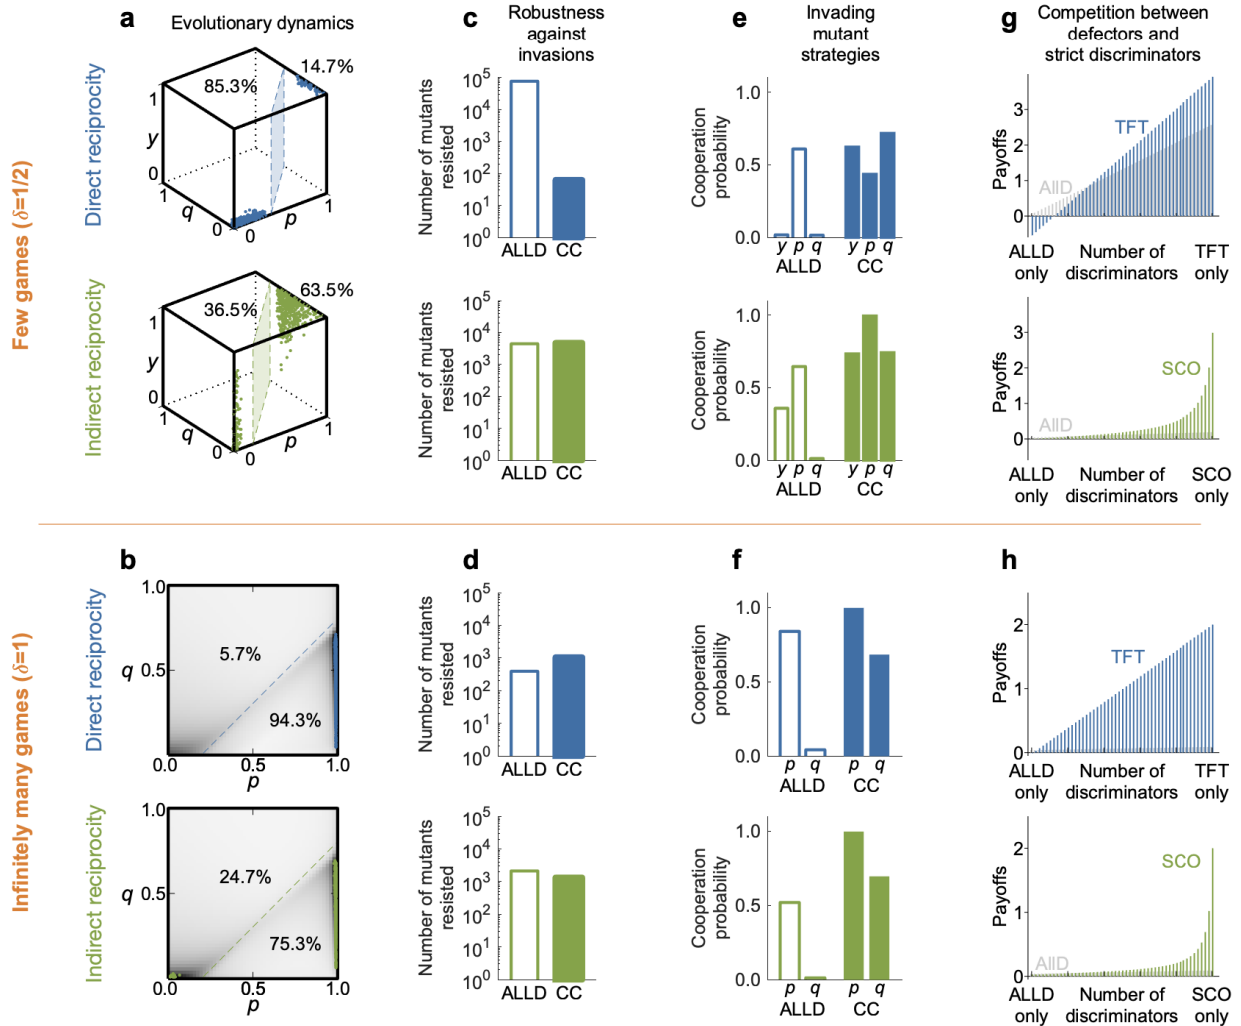 a
Evolutionary dynamics
c
Robustness
against
invasions
e
Invading
mutant
strategies
g
Competition between
defectors and
strict discriminators
Few games (δ=1/2)
Direct reciprocity
85.3%
14.7%
1
y
0
1
q
0
0
p
1
Number of mutants
resisted
10^5
10^4
10^3
10^2
10^1
10^0
ALLD CC
Cooperation
probability
1.0
0.5
0.0
y p q y p q
ALLD CC
Payoffs
3
2
1
0
TFT
AllD
ALLD
only
Number of
discriminators
TFT
only
Indirect reciprocity
36.5%
63.5%
1
y
0
1
q
0
0
p
1
Number of mutants
resisted
10^5
10^4
10^3
10^2
10^1
10^0
ALLD CC
Cooperation
probability
1.0
0.5
0.0
y p q y p q
ALLD CC
Payoffs
3
2
1
0
SCO
AllD
ALLD
only
Number of
discriminators
SCO
only
Infinitely many games (δ=1)
b
d
f
h
Direct reciprocity
1.0
q 0.5
0.0 0.5 1.0
p
5.7%
94.3%
Number of mutants
resisted
10^5
10^4
10^3
10^2
10^1
10^0
ALLD CC
Cooperation
probability
1.0
0.5
0.0
p q p q
ALLD CC
Payoffs
2
1
0
TFT
ALLD
only
Number of
discriminators
TFT
only
Indirect reciprocity
1.0
q 0.5
0.0 0.5 1.0
p
24.7%
75.3%
Number of mutants
resisted
10^5
10^4
10^3
10^2
10^1
10^0
ALLD CC
Cooperation
probability
1.0
0.5
0.0
p q p q
ALLD CC
Payoffs
2
1
0
SCO
AllD
ALLD
only
Number of
discriminators
SCO
only